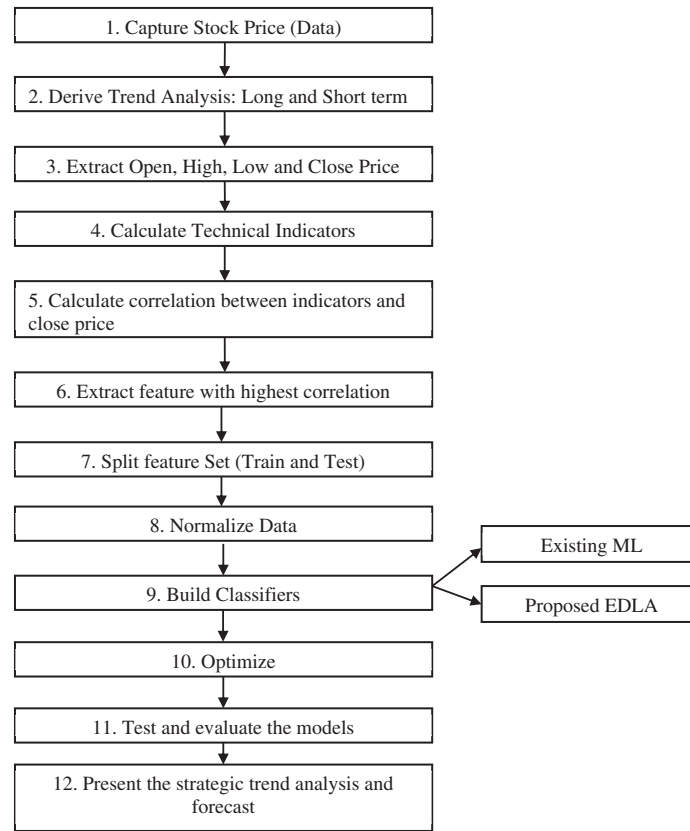 1. Capture Stock Price (Data)
2. Derive Trend Analysis: Long and Short term
3. Extract Open, High, Low and Close Price
4. Calculate Technical Indicators
5. Calculate correlation between indicators and
close price
6. Extract feature with highest correlation
7. Split feature Set (Train and Test)
8. Normalize Data
Existing ML
9. Build Classifiers
Proposed EDLA
10. Optimize
11. Test and evaluate the models
12. Present the strategic trend analysis and
forecast